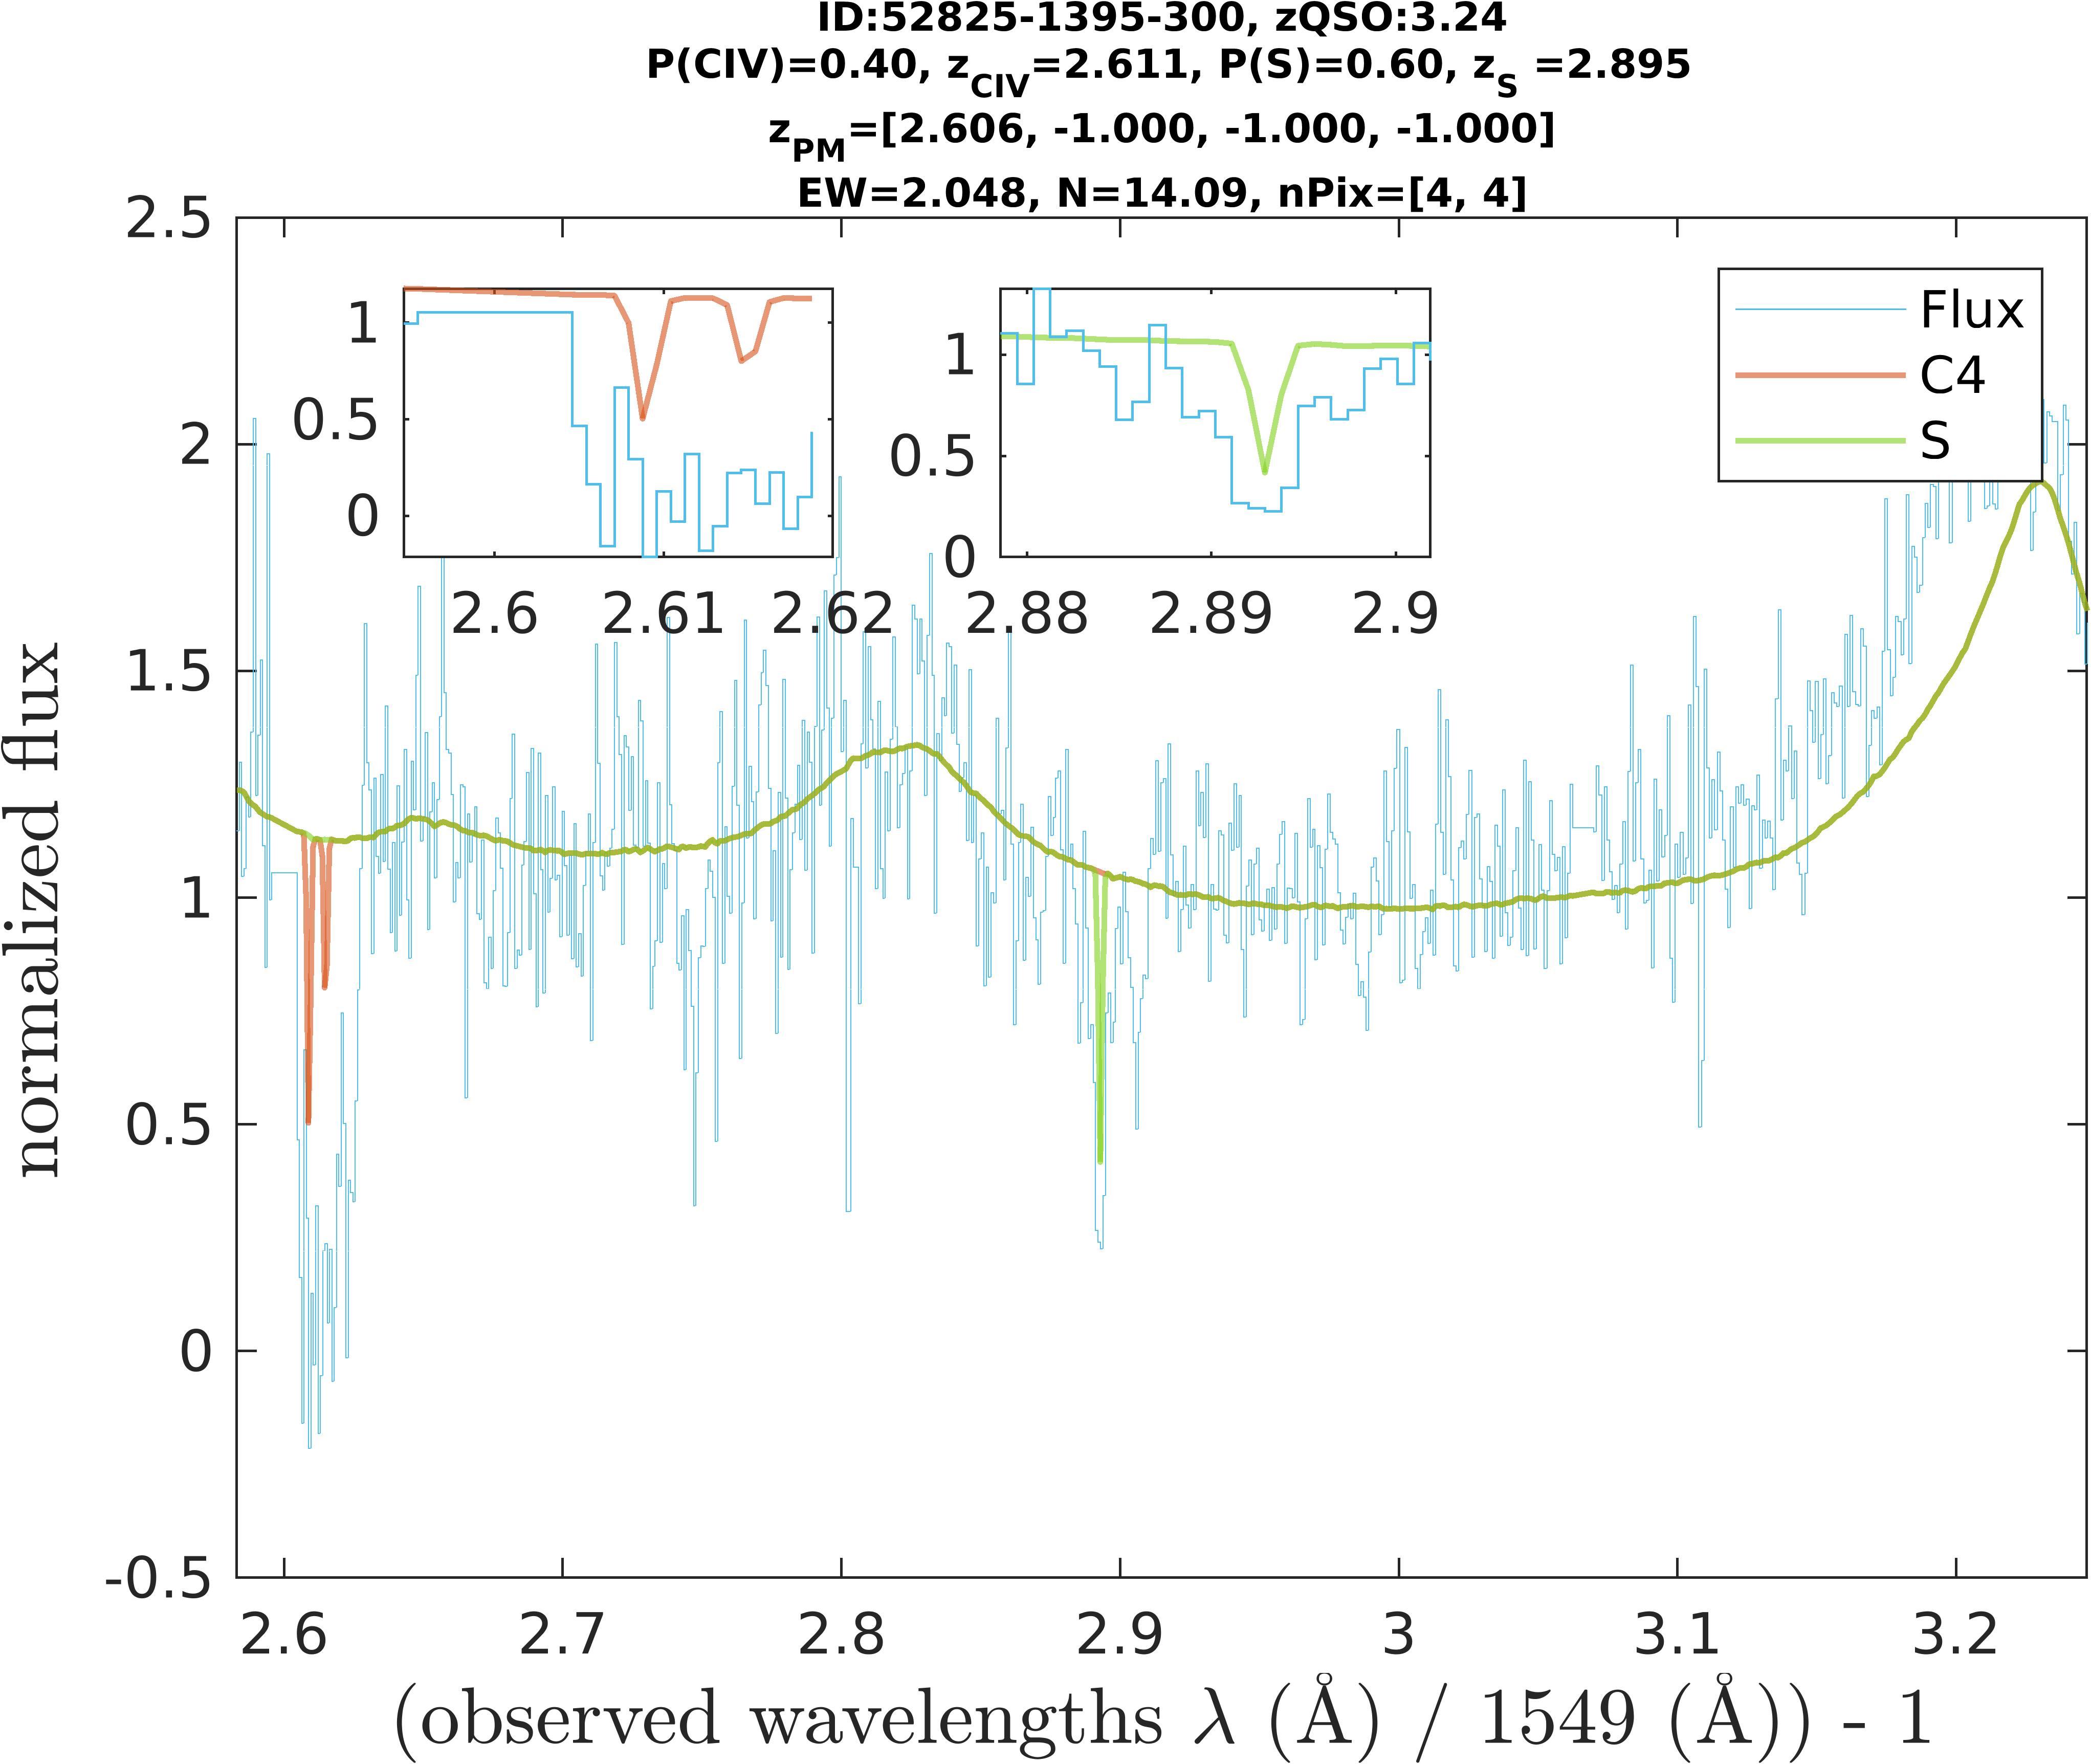 ID:52825-1395-300, zQSO:3.24
P(CIV)=0.40, zCIV=2.611, P(S)=0.60, zS =2.895
zPM=[2.606, -1.000, -1.000, -1.000]
EW=2.048, N=14.09, nPix=[4, 4]
2.5
2
1.5
1
0.5
0
-0.5
normalized flux
1
0.5
0
2.6 2.61 2.62
1
0.5
0
2.88 2.89 2.9
Flux
C4
S
2.6 2.7 2.8 2.9 3 3.1 3.2
(observed wavelengths λ (Å) / 1549 (Å)) - 1